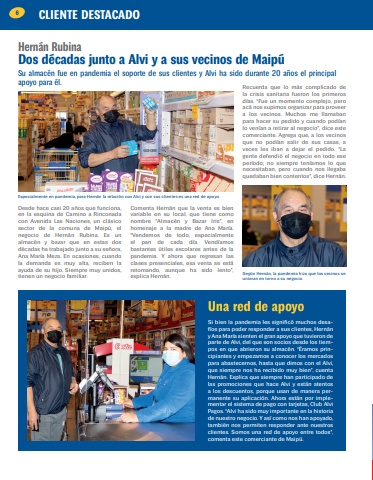 6
CLIENTE DESTACADO
Hernán Rubina
Dos décadas junto a Alvi y a sus vecinos de Maipú
Su almacén fue en pandemia el soporte de sus clientes y Alvi ha sido durante 20 años el principal
apoyo para él.
Especialmente en pandemia, para Hernán la relación con Alvi y con sus clientes es una red de apoyo.
Desde hace casi 20 años que funciona,
en la esquina de Camino a Rinconada
con Avenida Las Naciones, un clásico
sector de la comuna de Maipú, el
negocio de Hernán Rubina. Es un
almacén y bazar que en estas dos
décadas ha trabajado junto a su señora,
Ana María Meza. En ocasiones, cuando
la demanda es muy alta, reciben la
ayuda de su hijo. Siempre muy unidos,
tienen un negocio familiar.
Comenta Hernán que la venta es bien
variable en su local, que tiene como
nombre "Almacén y Bazar Iris", en
homenaje a la madre de Ana María.
"Vendemos de todo, especialmente
el pan de cada día. Vendíamos
bastantes útiles escolares antes de la
pandemia. Y ahora que regresan las
clases presenciales, esa venta se está
retomando, aunque ha sido lento",
explica Hernán.
Recuerda que lo más complicado de
la crisis sanitaria fueron los primeros
días. "Fue un momento complejo, pero
acá nos supimos organizar para proveer
a los vecinos. Muchos me llamaban
para hacer su pedido y cuando podían
lo venían a retirar al negocio", dice este
comerciante. Agrega que, a los vecinos
que no podían salir de sus casas, a
veces les iban a dejar el pedido. "La
gente defendió el negocio en todo ese
período; no siempre teníamos lo que
necesitaban, pero cuando nos llegaba
quedaban bien contentos", dice Hernán.
Según Hernán, la pandemia hizo que los vecinos se
unieran en torno a su negocio.
Una red de apoyo
Si bien la pandemia les significó muchos desa-
fíos para poder responder a sus clientes, Hernán
y Ana María sienten el gran apoyo que tuvieron de
parte de Alvi, del que son socios desde los tiem-
pos en que abrieron su almacén. "Éramos prin-
cipiantes y empezamos a conocer los mercados
para abastecernos, hasta que dimos con el Alvi,
que siempre nos ha recibido muy bien", cuenta
Hernán. Explica que siempre han participado de
las promociones que hace Alvi y están atentos
a los descuentos, porque usan de manera per-
manente su aplicación. Ahora están por imple-
mentar el sistema de pago con tarjetas, Club Alvi
Pagos. "Alvi ha sido muy importante en la historia
de nuestro negocio. Y así como nos han apoyado,
también nos permiten responder ante nuestros
clientes. Somos una red de apoyo entre todos",
comenta este comerciante de Maipú.